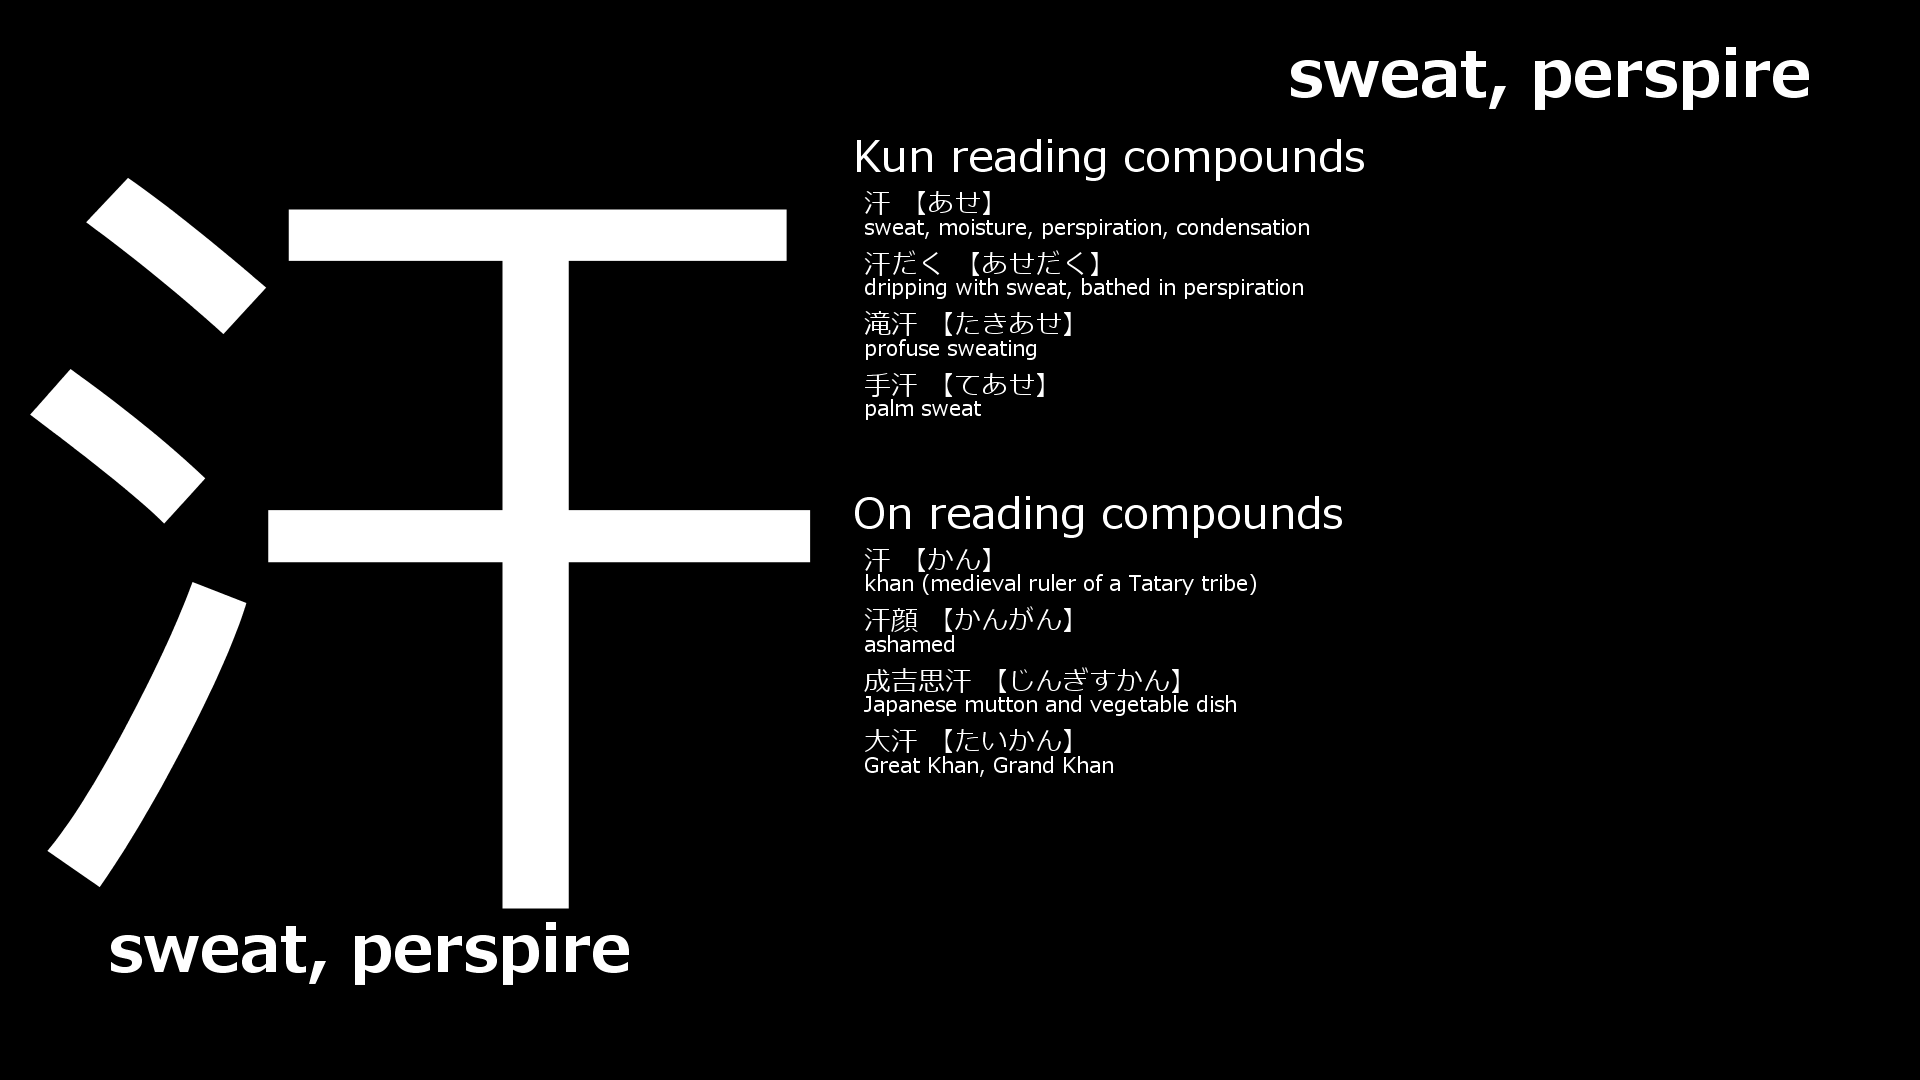 sweat, perspire
汗
sweat, perspire
Kun reading compounds
汗 【あせ】
sweat, moisture, perspiration, condensation
汗だく 【あせだく】
dripping with sweat, bathed in perspiration
滝汗 【たきあせ】
profuse sweating
手汗 【てあせ】
palm sweat
On reading compounds
汗 【かん】
khan (medieval ruler of a Tatary tribe)
汗顔 【かんがん】
ashamed
成吉思汗 【じんぎすかん】
Japanese mutton and vegetable dish
大汗 【たいかん】
Great Khan, Grand Khan